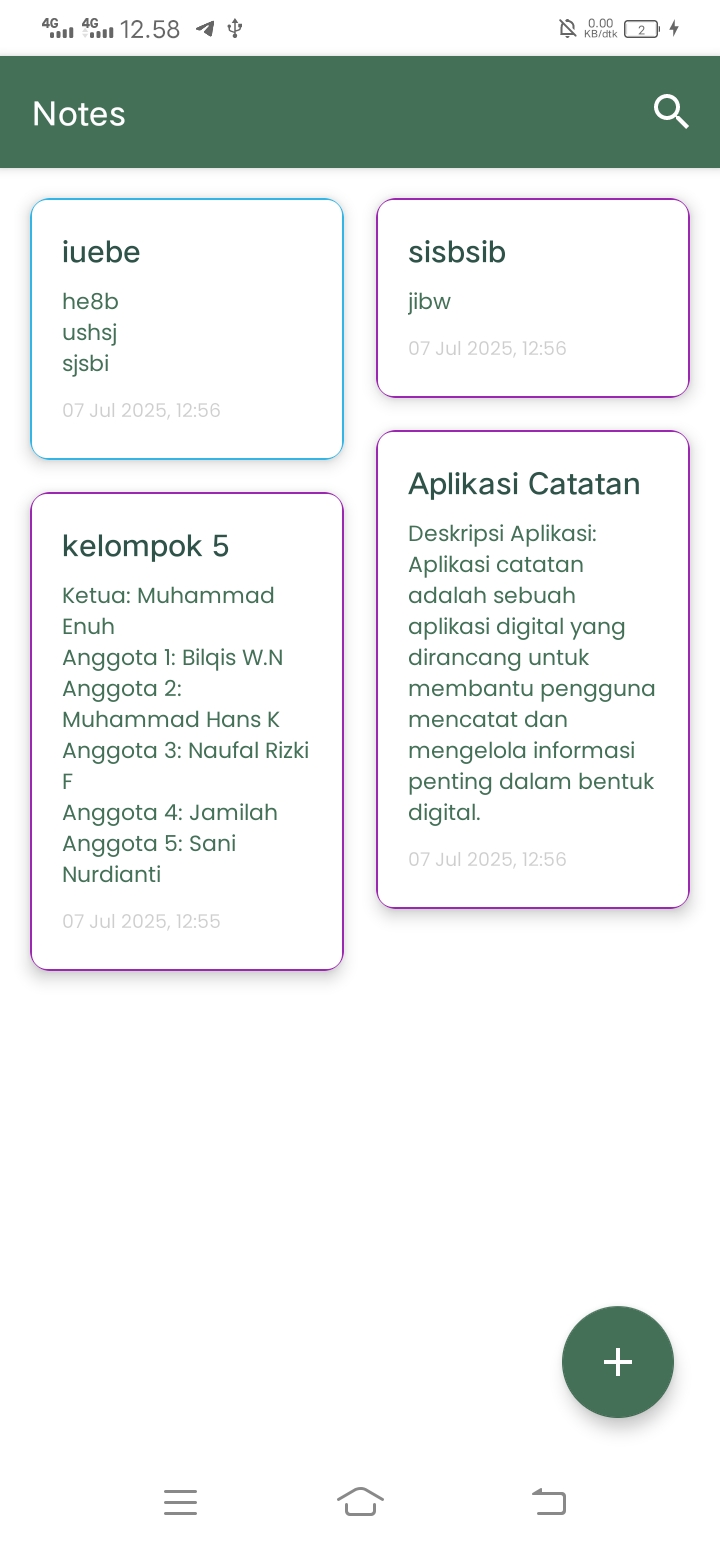 4G 4G 12.58 0.00 KB/dtk 2
Notes
iuebe
he8b
ushsj
sjsbi
07 Jul 2025, 12:56
sisbsib
jibw
07 Jul 2025, 12:56
kelompok 5
Ketua: Muhammad
Enuh
Anggota 1: Bilqis W.N
Anggota 2:
Muhammad Hans K
Anggota 3: Naufal Rizki
F
Anggota 4: Jamilah
Anggota 5: Sani
Nurdianti
07 Jul 2025, 12:55
Aplikasi Catatan
Deskripsi Aplikasi:
Aplikasi catatan
adalah sebuah
aplikasi digital yang
dirancang untuk
membantu pengguna
mencatat dan
mengelola informasi
penting dalam bentuk
digital.
07 Jul 2025, 12:56